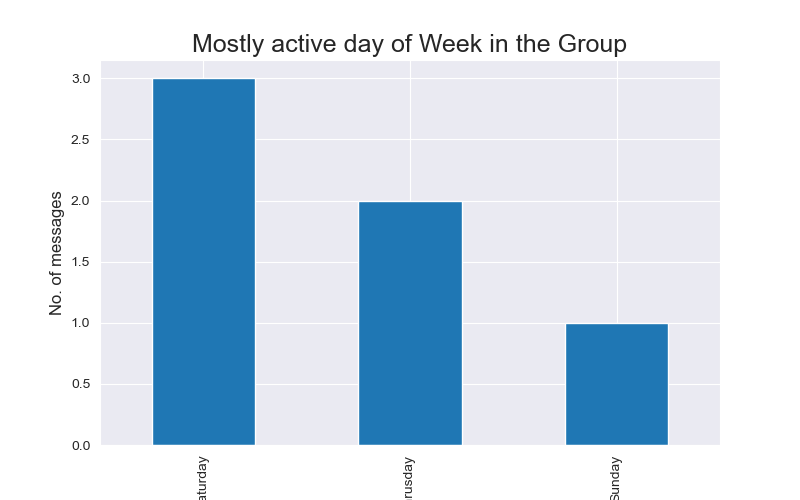 Mostly active day of Week in the Group
No. of messages
3.0
2.5
2.0
1.5
1.0
0.5
0.0
aturday
urusday
Sunday